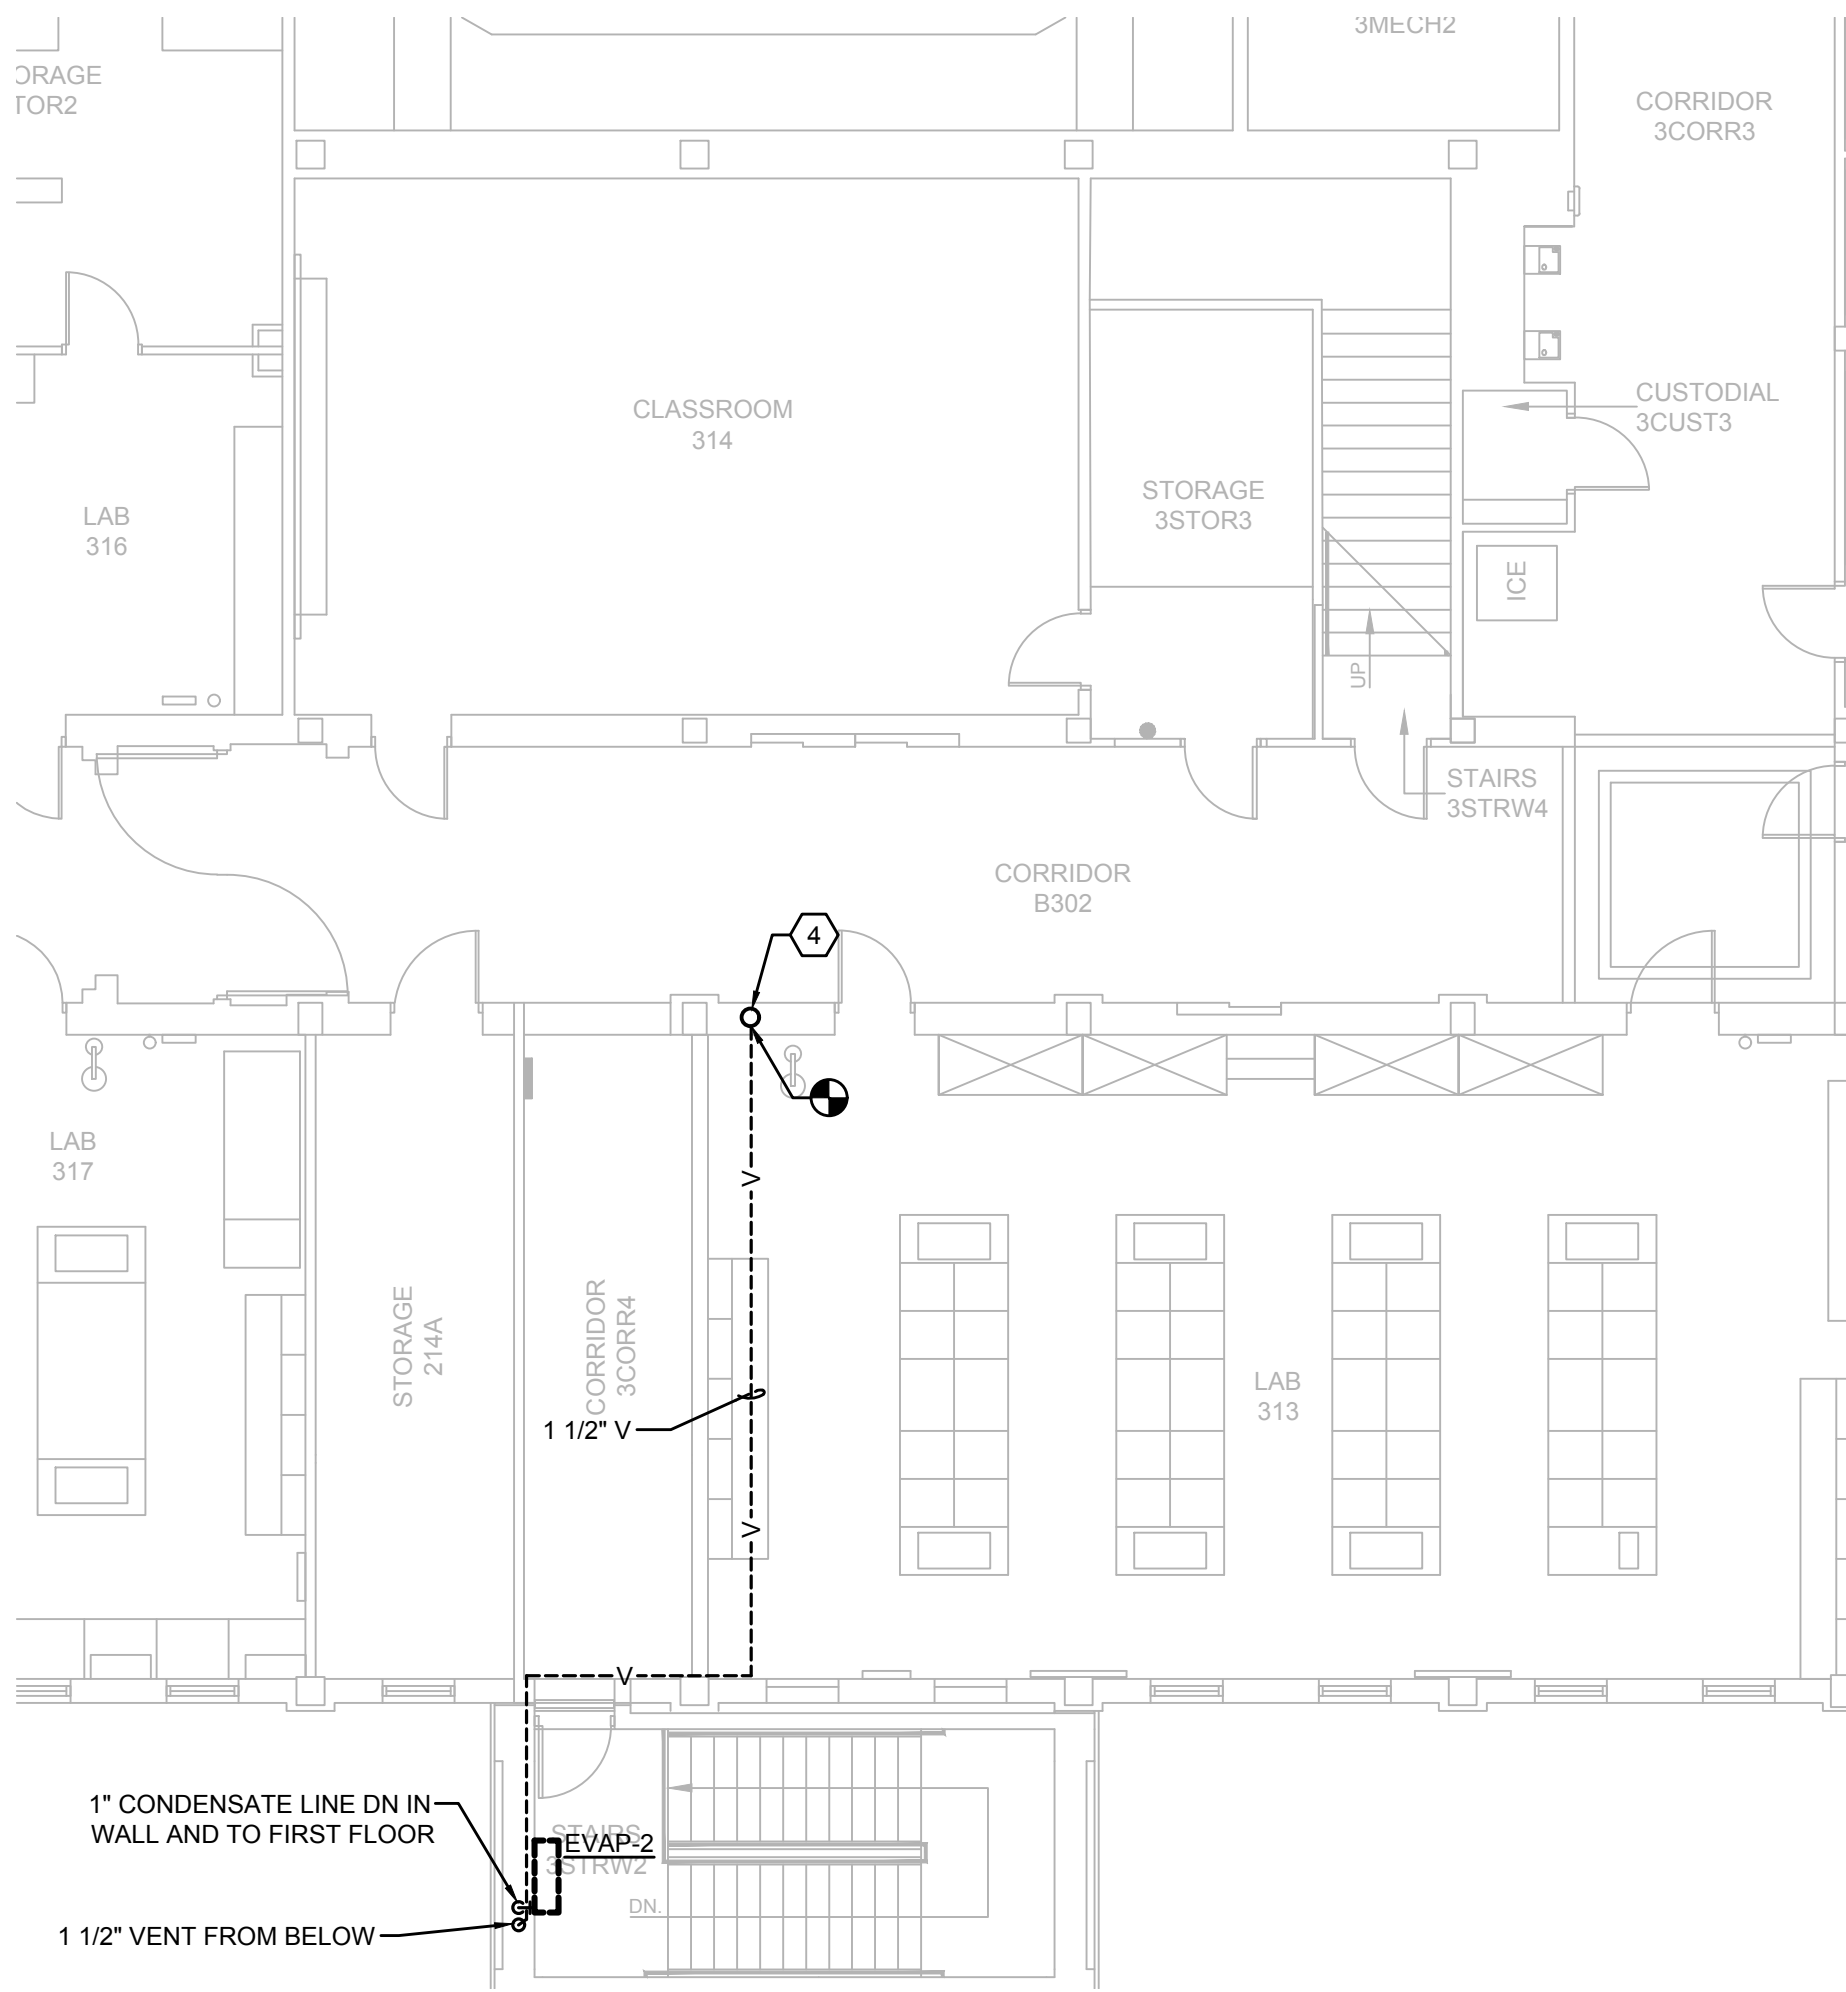 3MECH2
ORAGE
TOR2
CORRIDOR
3CORR3
CLASSROOM
314
CUSTODIAL
3CUST3
STORAGE
3STOR3
LAB
316
ICE
UP
STAIRS
3STRW4
CORRIDOR
B302
4
LAB
317
V
STORAGE
214A
CORRIDOR
3CORR4
LAB
313
1 1/2" V
V
V
1" CONDENSATE LINE DN IN
WALL AND TO FIRST FLOOR
STAIRS
3STRW2
EVAP-2
DN.
1 1/2" VENT FROM BELOW